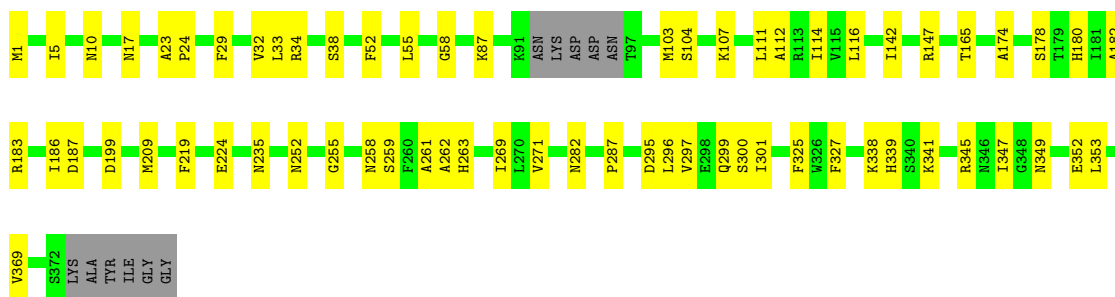 M1 I5 N10 N17 A23 P24 F29 V32 L33 R34 S38 F52 L55 G58 K87 K91 ASN LYS ASP ASP ASN T97 M103 S104 K107 L111 A112 R113 I114 V115 L116 I142 R147 T165 A174 S178 T179 H180 I181 A182
R183 I186 D187 D199 M209 F219 E224 N235 N252 G255 N258 S259 F260 A261 A262 H263 I269 L270 V271 N282 P287 D295 L296 V297 E298 Q299 S300 I301 F325 W326 F327 K338 H339 S340 K341 R345 N346 I347 G348 N349 E352 L353
V369 S372 LYS ALA TYR ILE GLY GLY